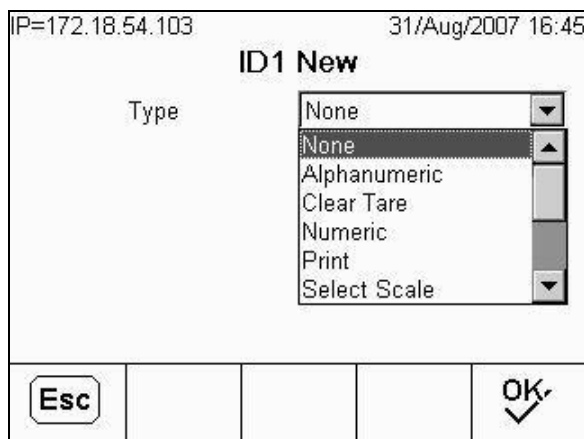 IP=172.18.54.103 31/Aug/2007 16:45
ID1 New
Type None
None
Alphanumeric
Clear Tare
Numeric
Print
Select Scale
Esc OK